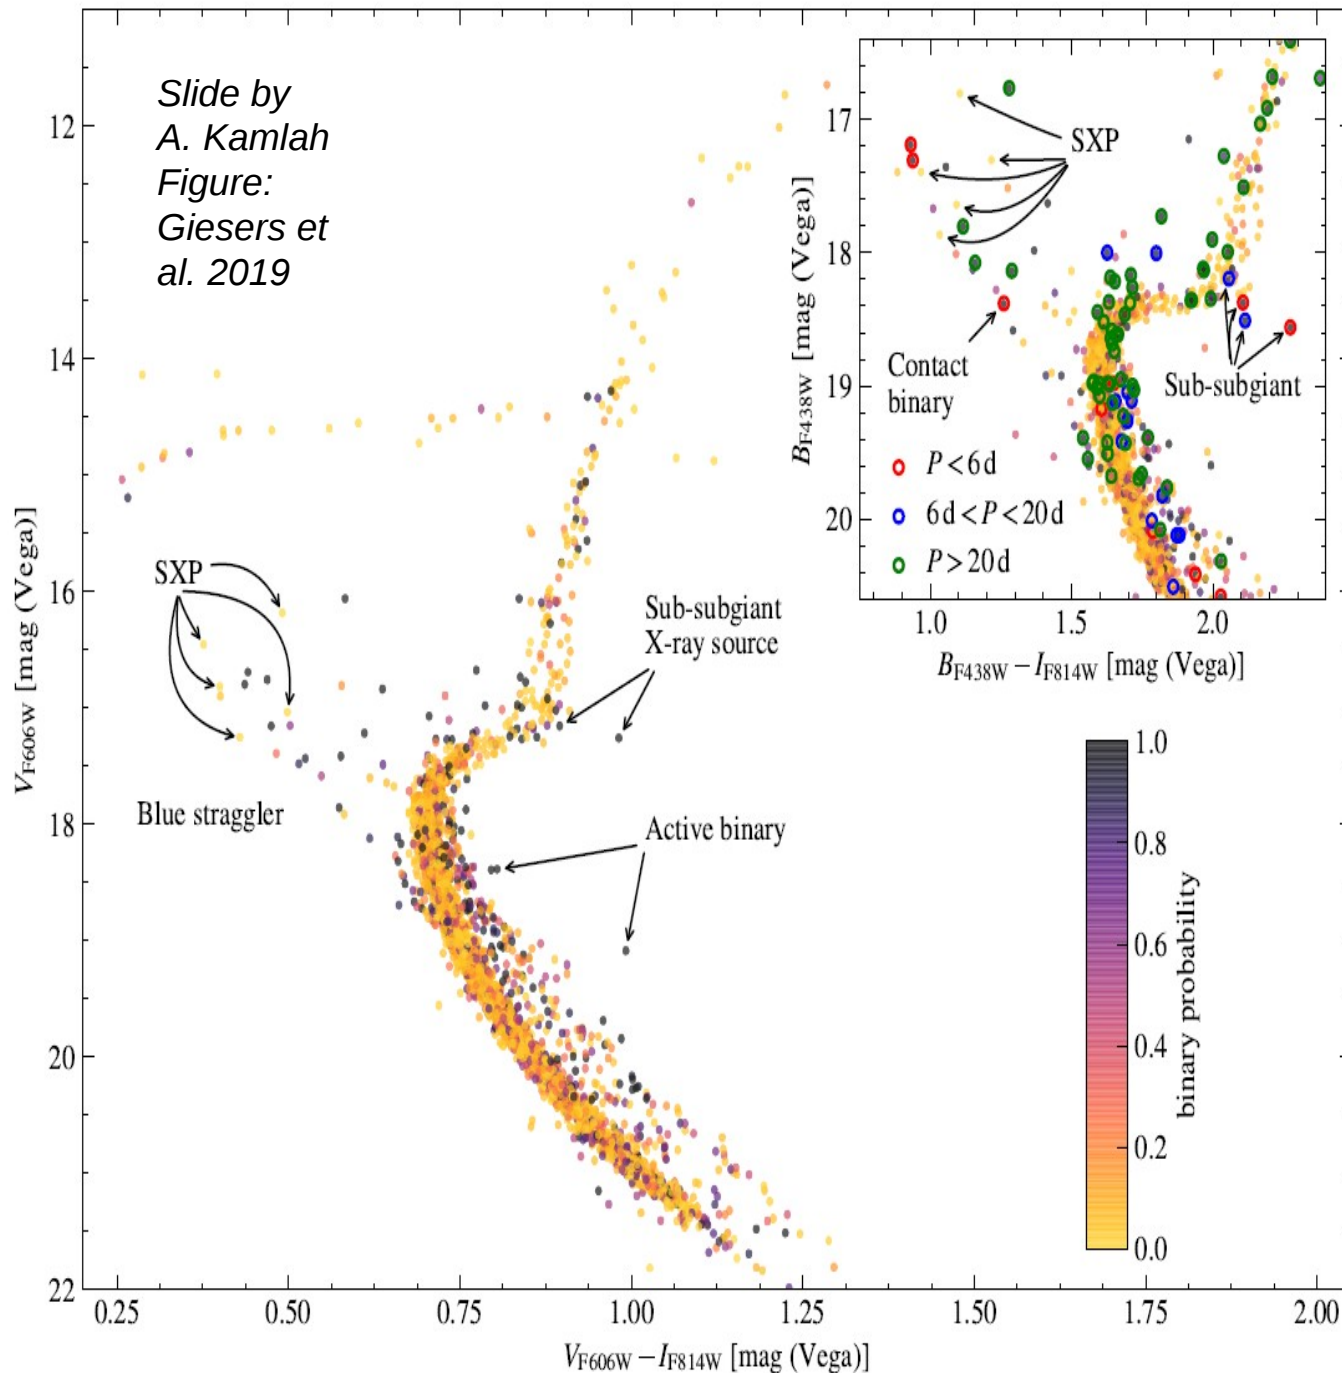 Slide by
A. Kamlah
Figure:
Giesers et
al. 2019
12
14
16
18
20
22
V_F606W [mag (Vega)]
0.25 0.50 0.75 1.00 1.25 1.50 1.75 2.00
V_F606W − I_F814W [mag (Vega)]
SXP
Blue straggler
Sub-subgiant
X-ray source
Active binary
17
18
19
20
B_F438W [mag (Vega)]
1.0 1.5 2.0
B_F438W − I_F814W [mag (Vega)]
SXP
Contact
binary
Sub-subgiant
P < 6 d
6 d < P < 20 d
P > 20 d
1.0
0.8
0.6
0.4
0.2
0.0
binary probability